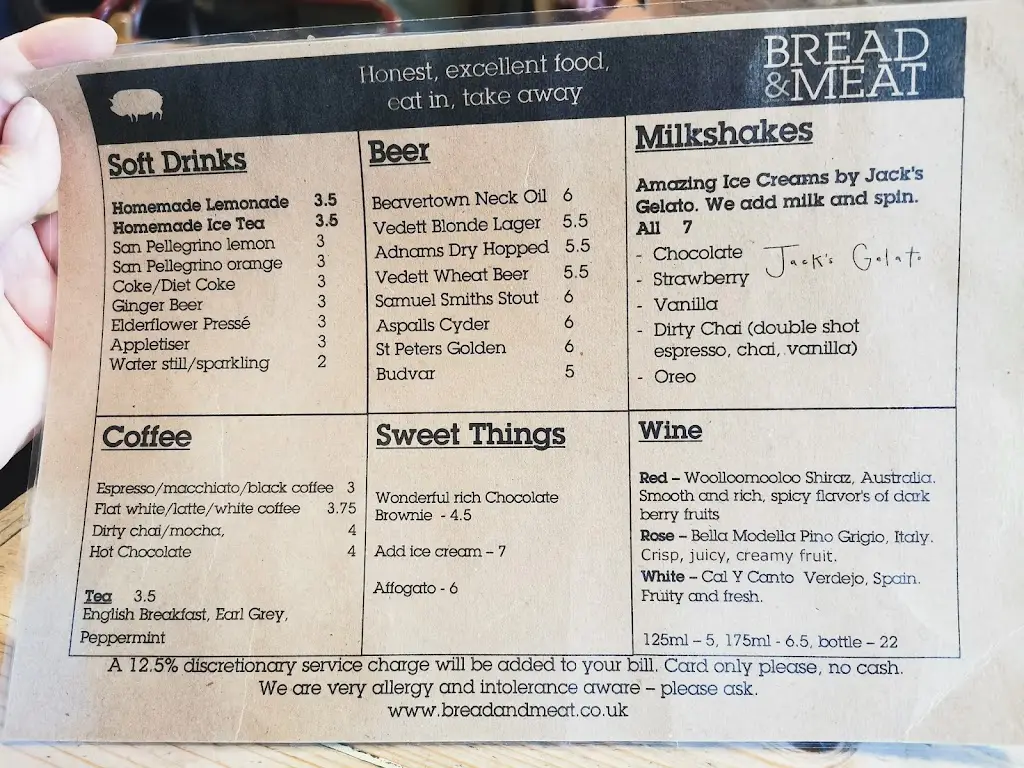 Honest, excellent food,
eat in, take away
BREAD
&MEAT
Soft Drinks
Homemade Lemonade 3.5
Homemade Ice Tea 3.5
San Pellegrino lemon 3
San Pellegrino orange 3
Coke/Diet Coke 3
Ginger Beer 3
Elderflower Pressé 3
Appletiser 3
Water still/sparkling 2
Beer
Beavertown Neck Oil 6
Vedett Blonde Lager 5.5
Adnams Dry Hopped 5.5
Vedett Wheat Beer 5.5
Samuel Smiths Stout 6
Aspalls Cyder 6
St Peters Golden 6
Budvar 5
Milkshakes
Amazing Ice Creams by Jack's
Gelato. We add milk and spin.
All 7
- Chocolate
Jack's Gelato
- Strawberry
- Vanilla
- Dirty Chai (double shot
espresso, chai, vanilla)
- Oreo
Coffee
Espresso/macchiato/black coffee 3
Flat white/latte/white coffee 3.75
Dirty chai/mocha, 4
Hot Chocolate 4
Tea 3.5
English Breakfast, Earl Grey,
Peppermint
Sweet Things
Wonderful rich Chocolate
Brownie - 4.5
Add ice cream – 7
Affogato - 6
Wine
Red – Woolloomooloo Shiraz, Australia.
Smooth and rich, spicy flavor's of dark
berry fruits
Rose – Bella Modella Pino Grigio, Italy.
Crisp, juicy, creamy fruit.
White – Cal Y Canto Verdejo, Spain.
Fruity and fresh.
125ml – 5, 175ml - 6.5, bottle – 22
A 12.5% discretionary service charge will be added to your bill. Card only please, no cash.
We are very allergy and intolerance aware – please ask.
www.breadandmeat.co.uk